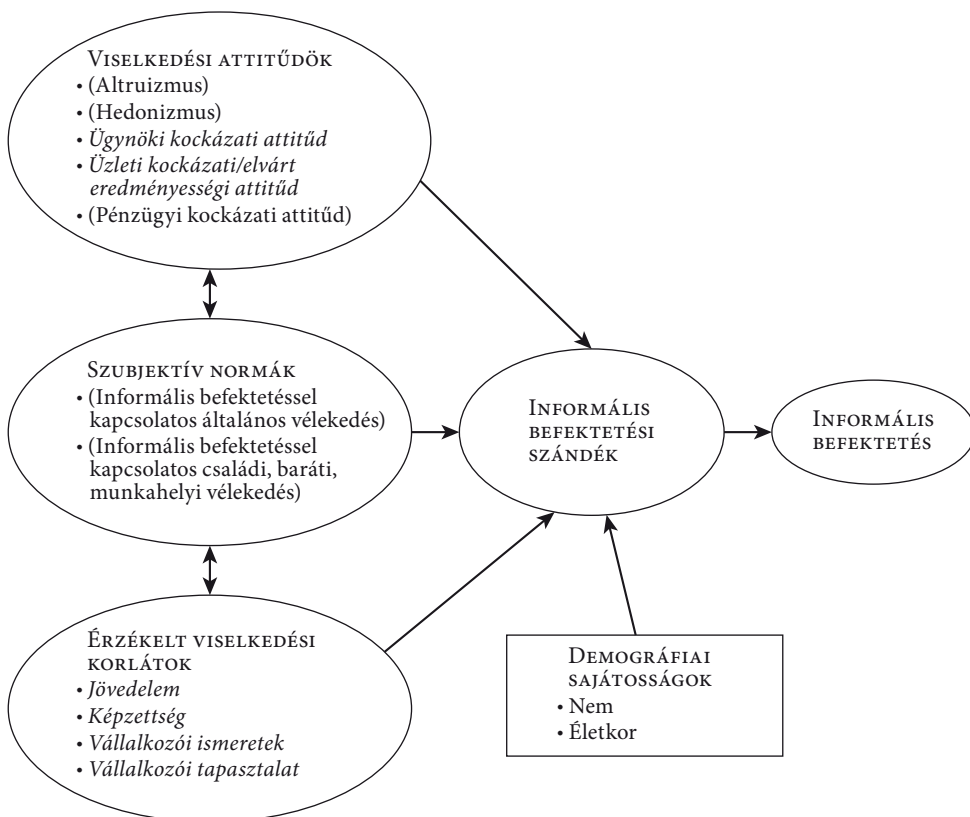 VISELKEDÉSI ATTITŰDÖK
• (Altruizmus)
• (Hedonizmus)
• Ügynöki kockázati attitűd
• Üzleti kockázati/elvárt
eredményességi attitűd
• (Pénzügyi kockázati attitűd)
SZUBJEKTÍV NORMÁK
• (Informális befektetéssel
kapcsolatos általános vélekedés)
• (Informális befektetéssel
kapcsolatos családi, baráti,
munkahelyi vélekedés)
INFORMÁLIS
BEFEKTETÉSI
SZÁNDÉK
INFORMÁLIS
BEFEKTETÉS
ÉRZÉKELT VISELKEDÉSI
KORLÁTOK
• Jövedelem
• Képzettség
• Vállalkozói ismeretek
• Vállalkozói tapasztalat
DEMOGRÁFIAI
SAJÁTOSSÁGOK
• Nem
• Életkor